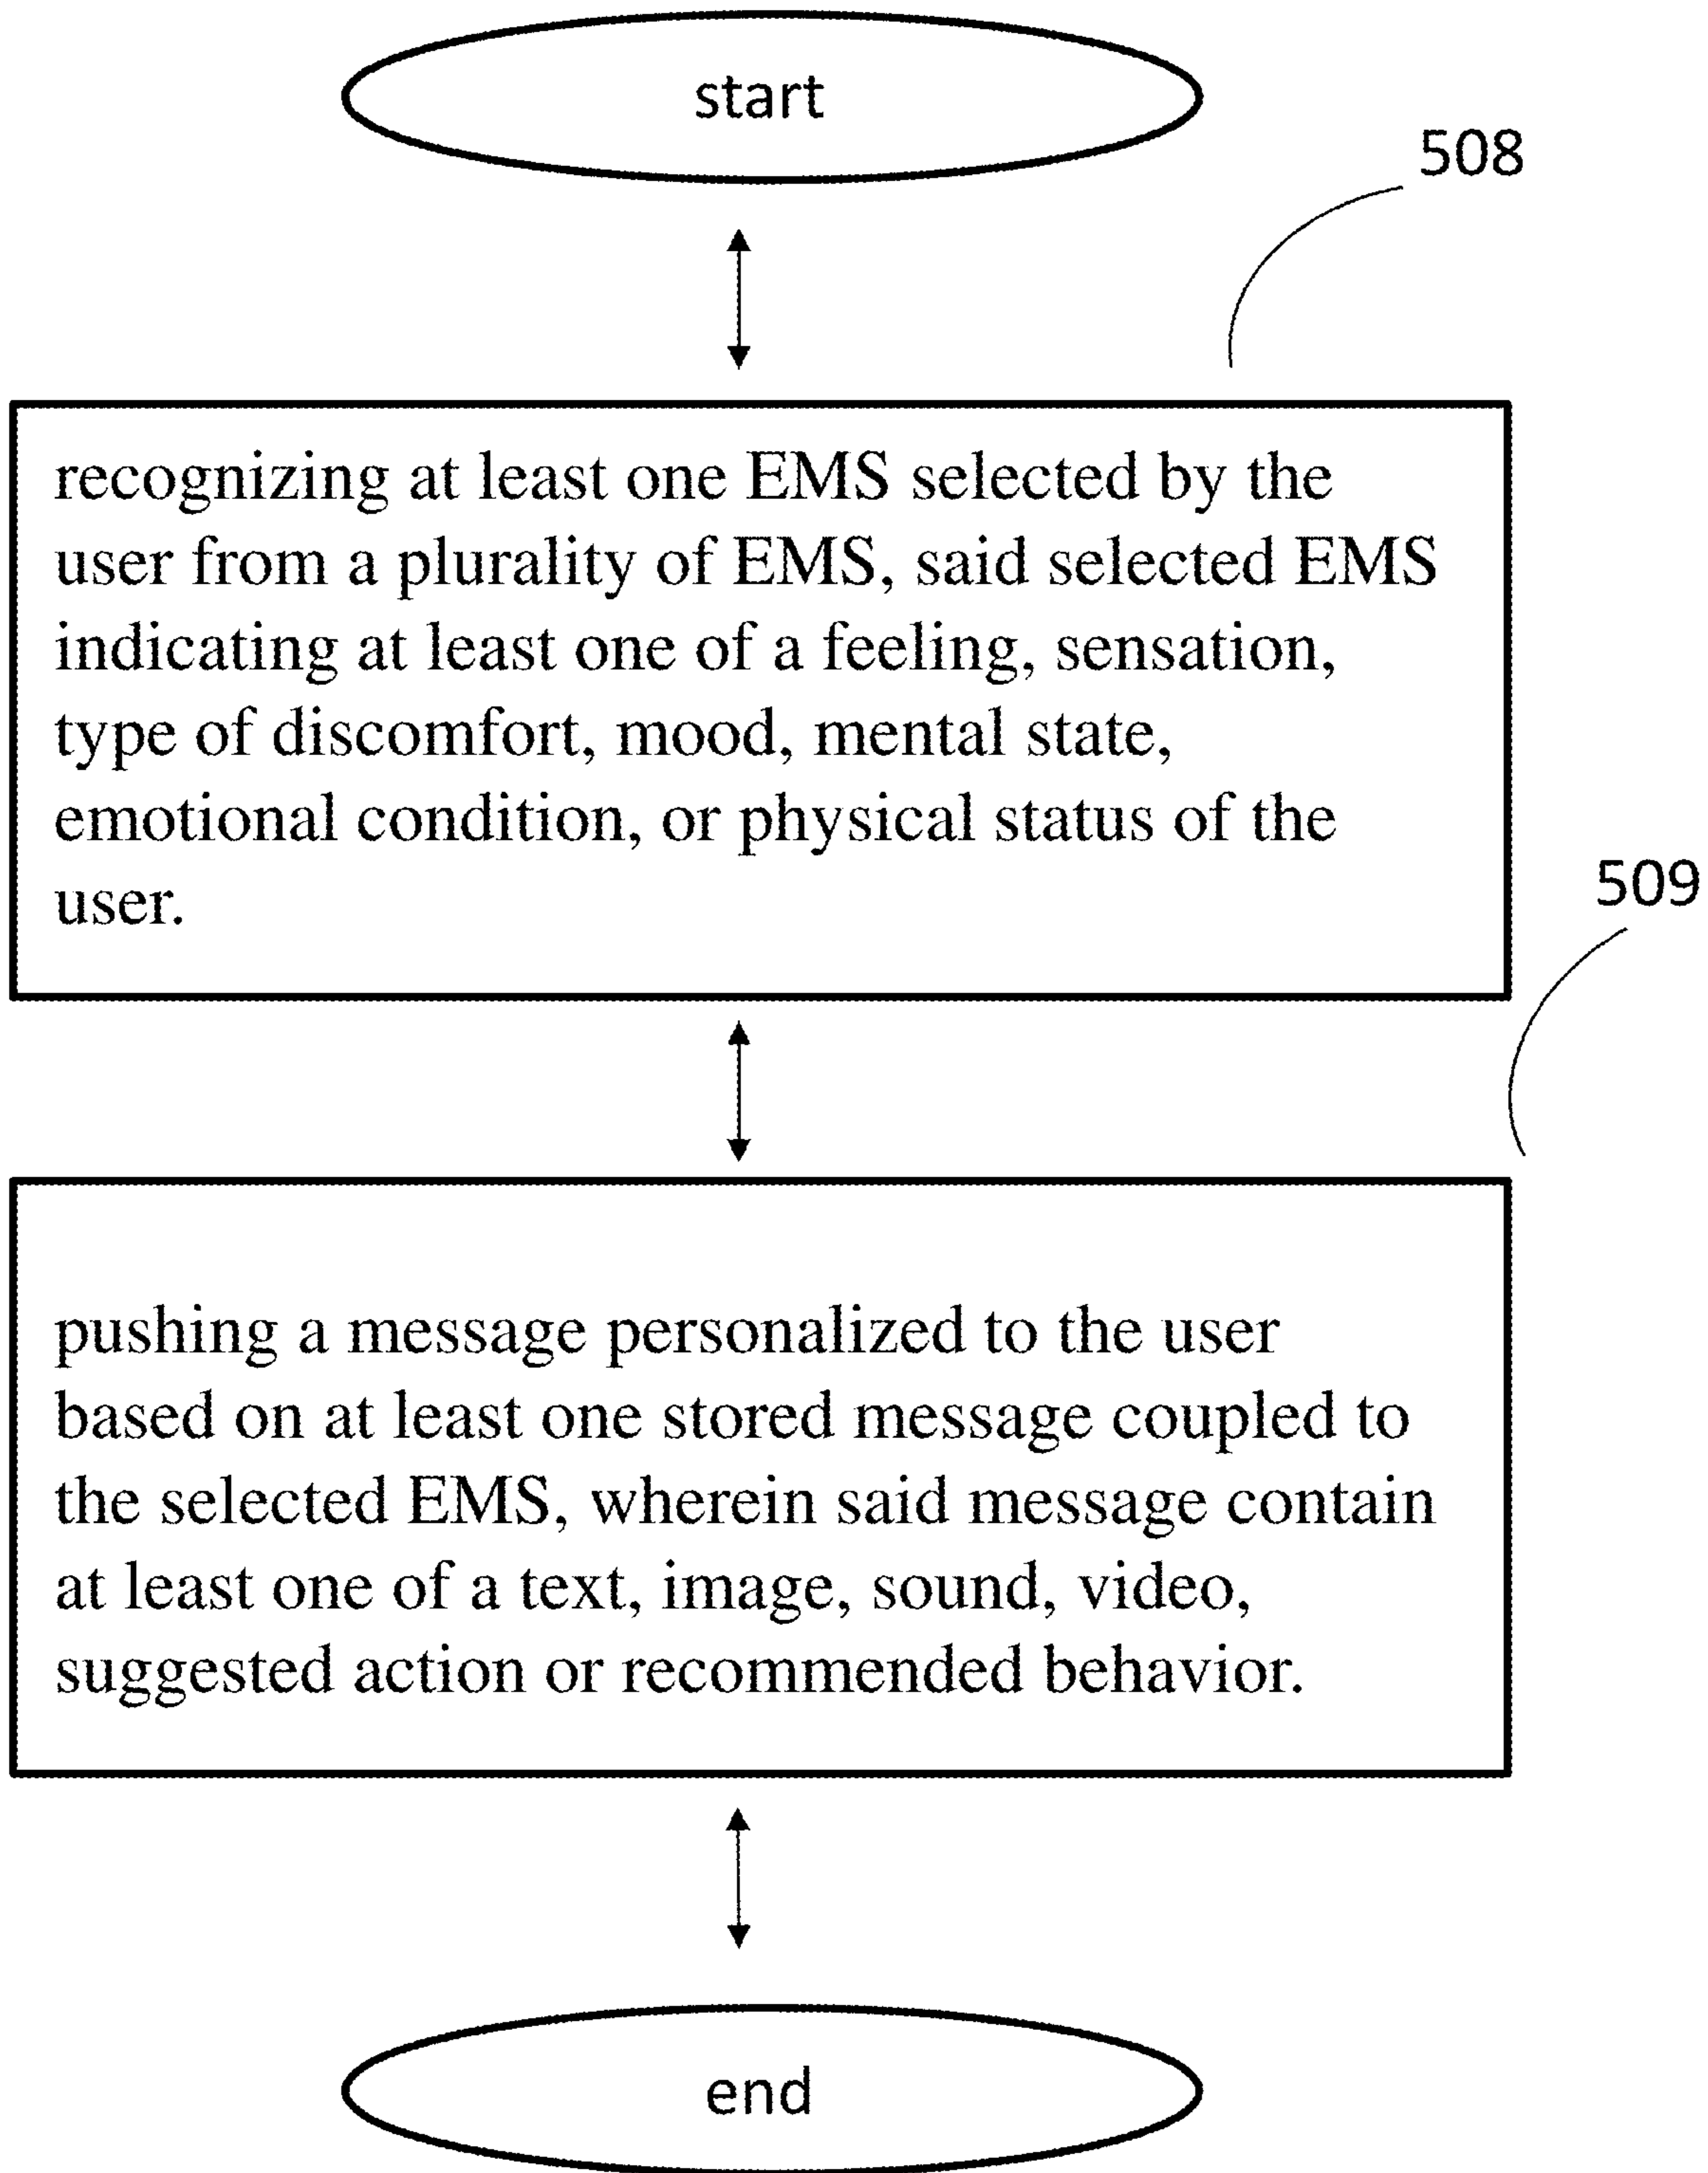 start
508
recognizing at least one EMS selected by the
user from a plurality of EMS, said selected EMS
indicating at least one of a feeling, sensation,
type of discomfort, mood, mental state,
emotional condition, or physical status of the
user.
509
pushing a message personalized to the user
based on at least one stored message coupled to
the selected EMS, wherein said message contain
at least one of a text, image, sound, video,
suggested action or recommended behavior.
end